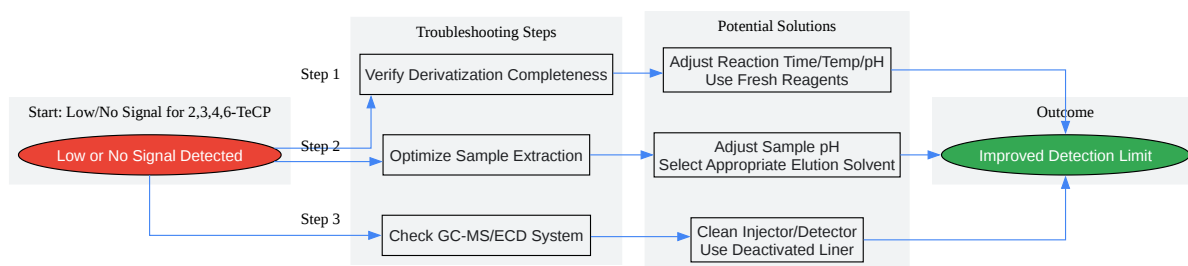 Start: Low/No Signal for 2,3,4,6-TeCP
Low or No Signal Detected
Step 1
Step 2
Step 3
Troubleshooting Steps
Verify Derivatization Completeness
Optimize Sample Extraction
Check GC-MS/ECD System
Potential Solutions
Adjust Reaction Time/Temp/pH
Use Fresh Reagents
Adjust Sample pH
Select Appropriate Elution Solvent
Clean Injector/Detector
Use Deactivated Liner
Outcome
Improved Detection Limit